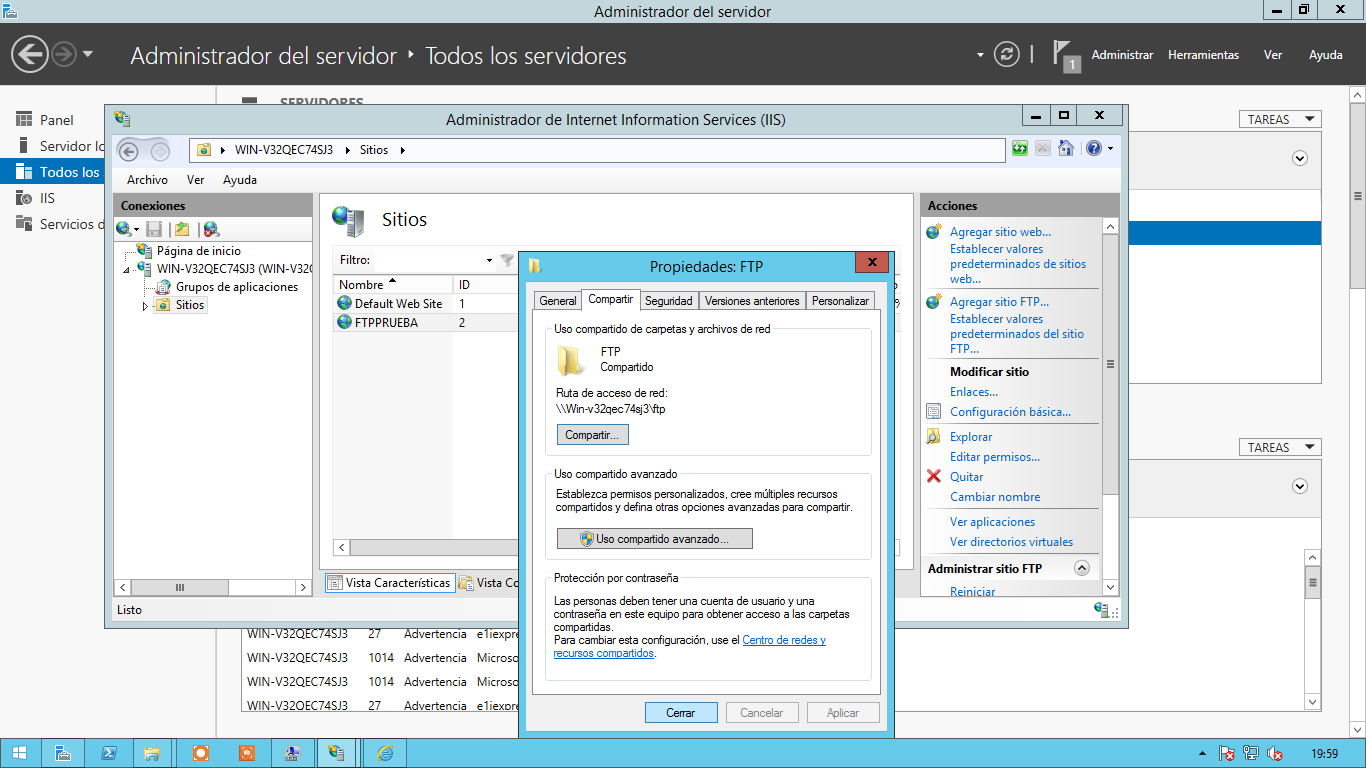 Administrador del servidor
Administrador del servidor
Todos los servidores
1
Administrar
Herramientas
Ver
Ayuda
Panel
Servidor lo
Todos los
IIS
Servicios d
SERVIDORES
TAREAS
Administrador de Internet Information Services (IIS)
WIN-V32QEC74SJ3
Sitios
Archivo
Ver
Ayuda
Conexiones
Página de inicio
WIN-V32QEC74SJ3 (WIN-V32Q
Grupos de aplicaciones
Sitios
Sitios
Filtro:
Nombre
ID
Default Web Site
1
FTPPRUEBA
2
Vista Características
Vista Co
Listo
Propiedades: FTP
General
Compartir
Seguridad
Versiones anteriores
Personalizar
Uso compartido de carpetas y archivos de red
FTP
Compartido
Ruta de acceso de red:
\\Win-v32qec74sj3\ftp
Compartir...
Uso compartido avanzado
Establezca permisos personalizados, cree múltiples recursos
compartidos y defina otras opciones avanzadas para compartir.
Uso compartido avanzado...
Protección por contraseña
Las personas deben tener una cuenta de usuario y una
contraseña en este equipo para obtener acceso a las carpetas
compartidas.
Para cambiar esta configuración, use el Centro de redes y
recursos compartidos.
Cerrar
Cancelar
Aplicar
Acciones
Agregar sitio web...
Establecer valores
predeterminados de sitios
web...
Agregar sitio FTP...
Establecer valores
predeterminados del sitio
FTP...
Modificar sitio
Enlaces...
Configuración básica...
Explorar
Editar permisos...
Quitar
Cambiar nombre
Ver aplicaciones
Ver directorios virtuales
Administrar sitio FTP
Reiniciar
TAREAS
WIN-V32QEC74SJ3 27 Advertencia e1iexpre
WIN-V32QEC74SJ3 1014 Advertencia Microso
WIN-V32QEC74SJ3 1014 Advertencia Microso
WIN-V32QEC74SJ3 27 Advertencia e1iexpre
19:59